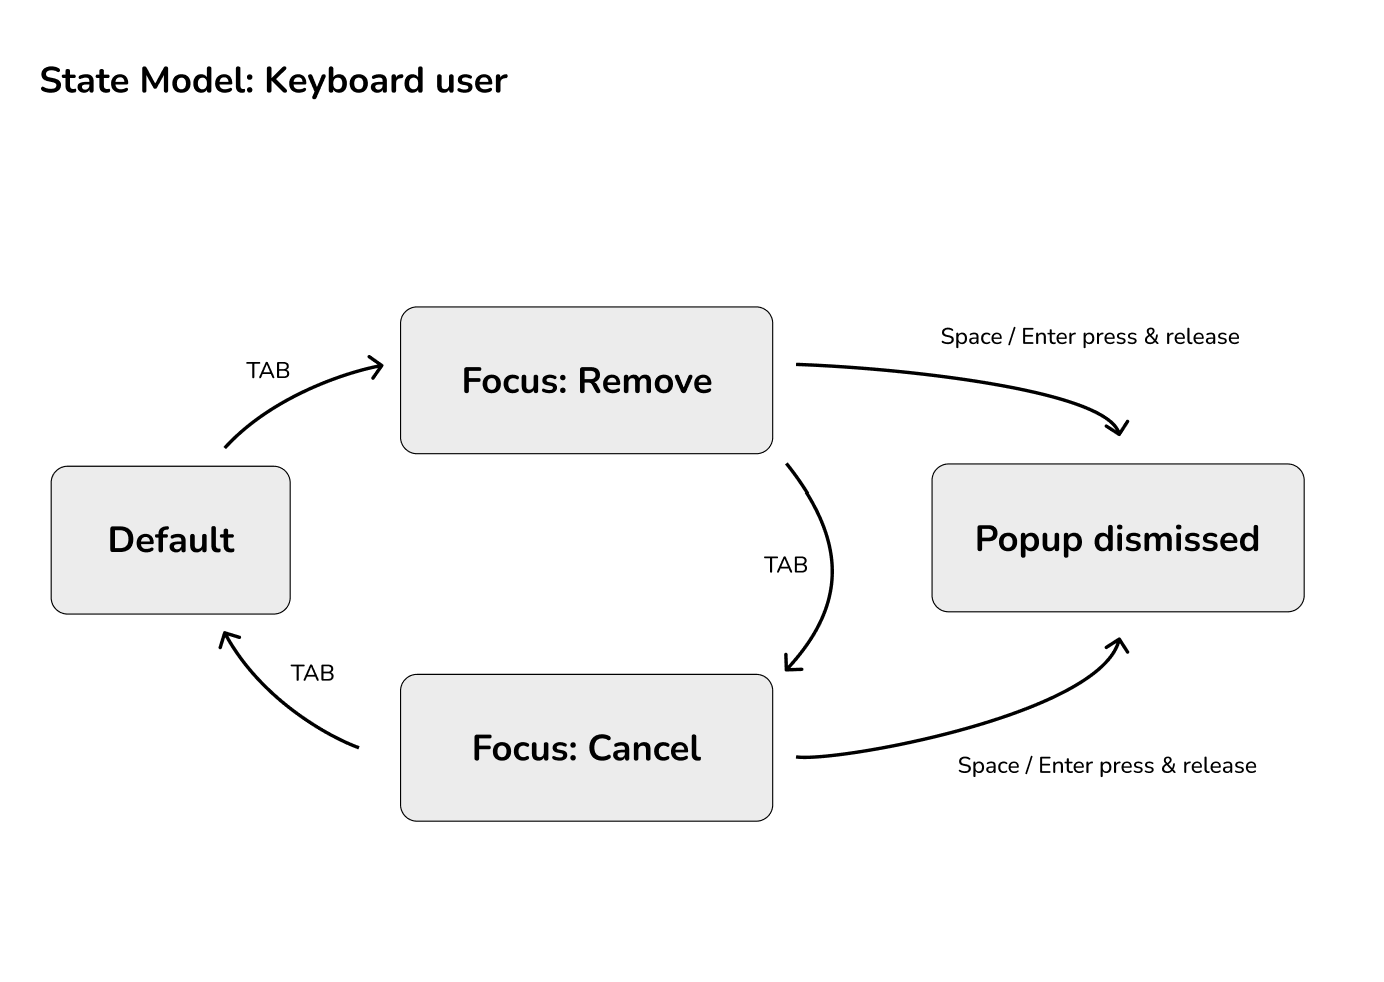 State Model: Keyboard user
Space / Enter press & release
TAB
Focus: Remove
Default
TAB
Popup dismissed
TAB
Focus: Cancel
Space / Enter press & release